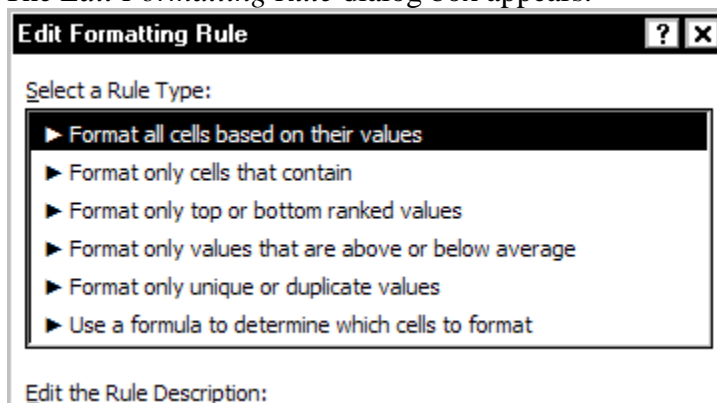 The Edit Formatting Rule dialog box appears.
Edit Formatting Rule
Select a Rule Type:
► Format all cells based on their values
► Format only cells that contain
► Format only top or bottom ranked values
► Format only values that are above or below average
► Format only unique or duplicate values
► Use a formula to determine which cells to format
Edit the Rule Description: